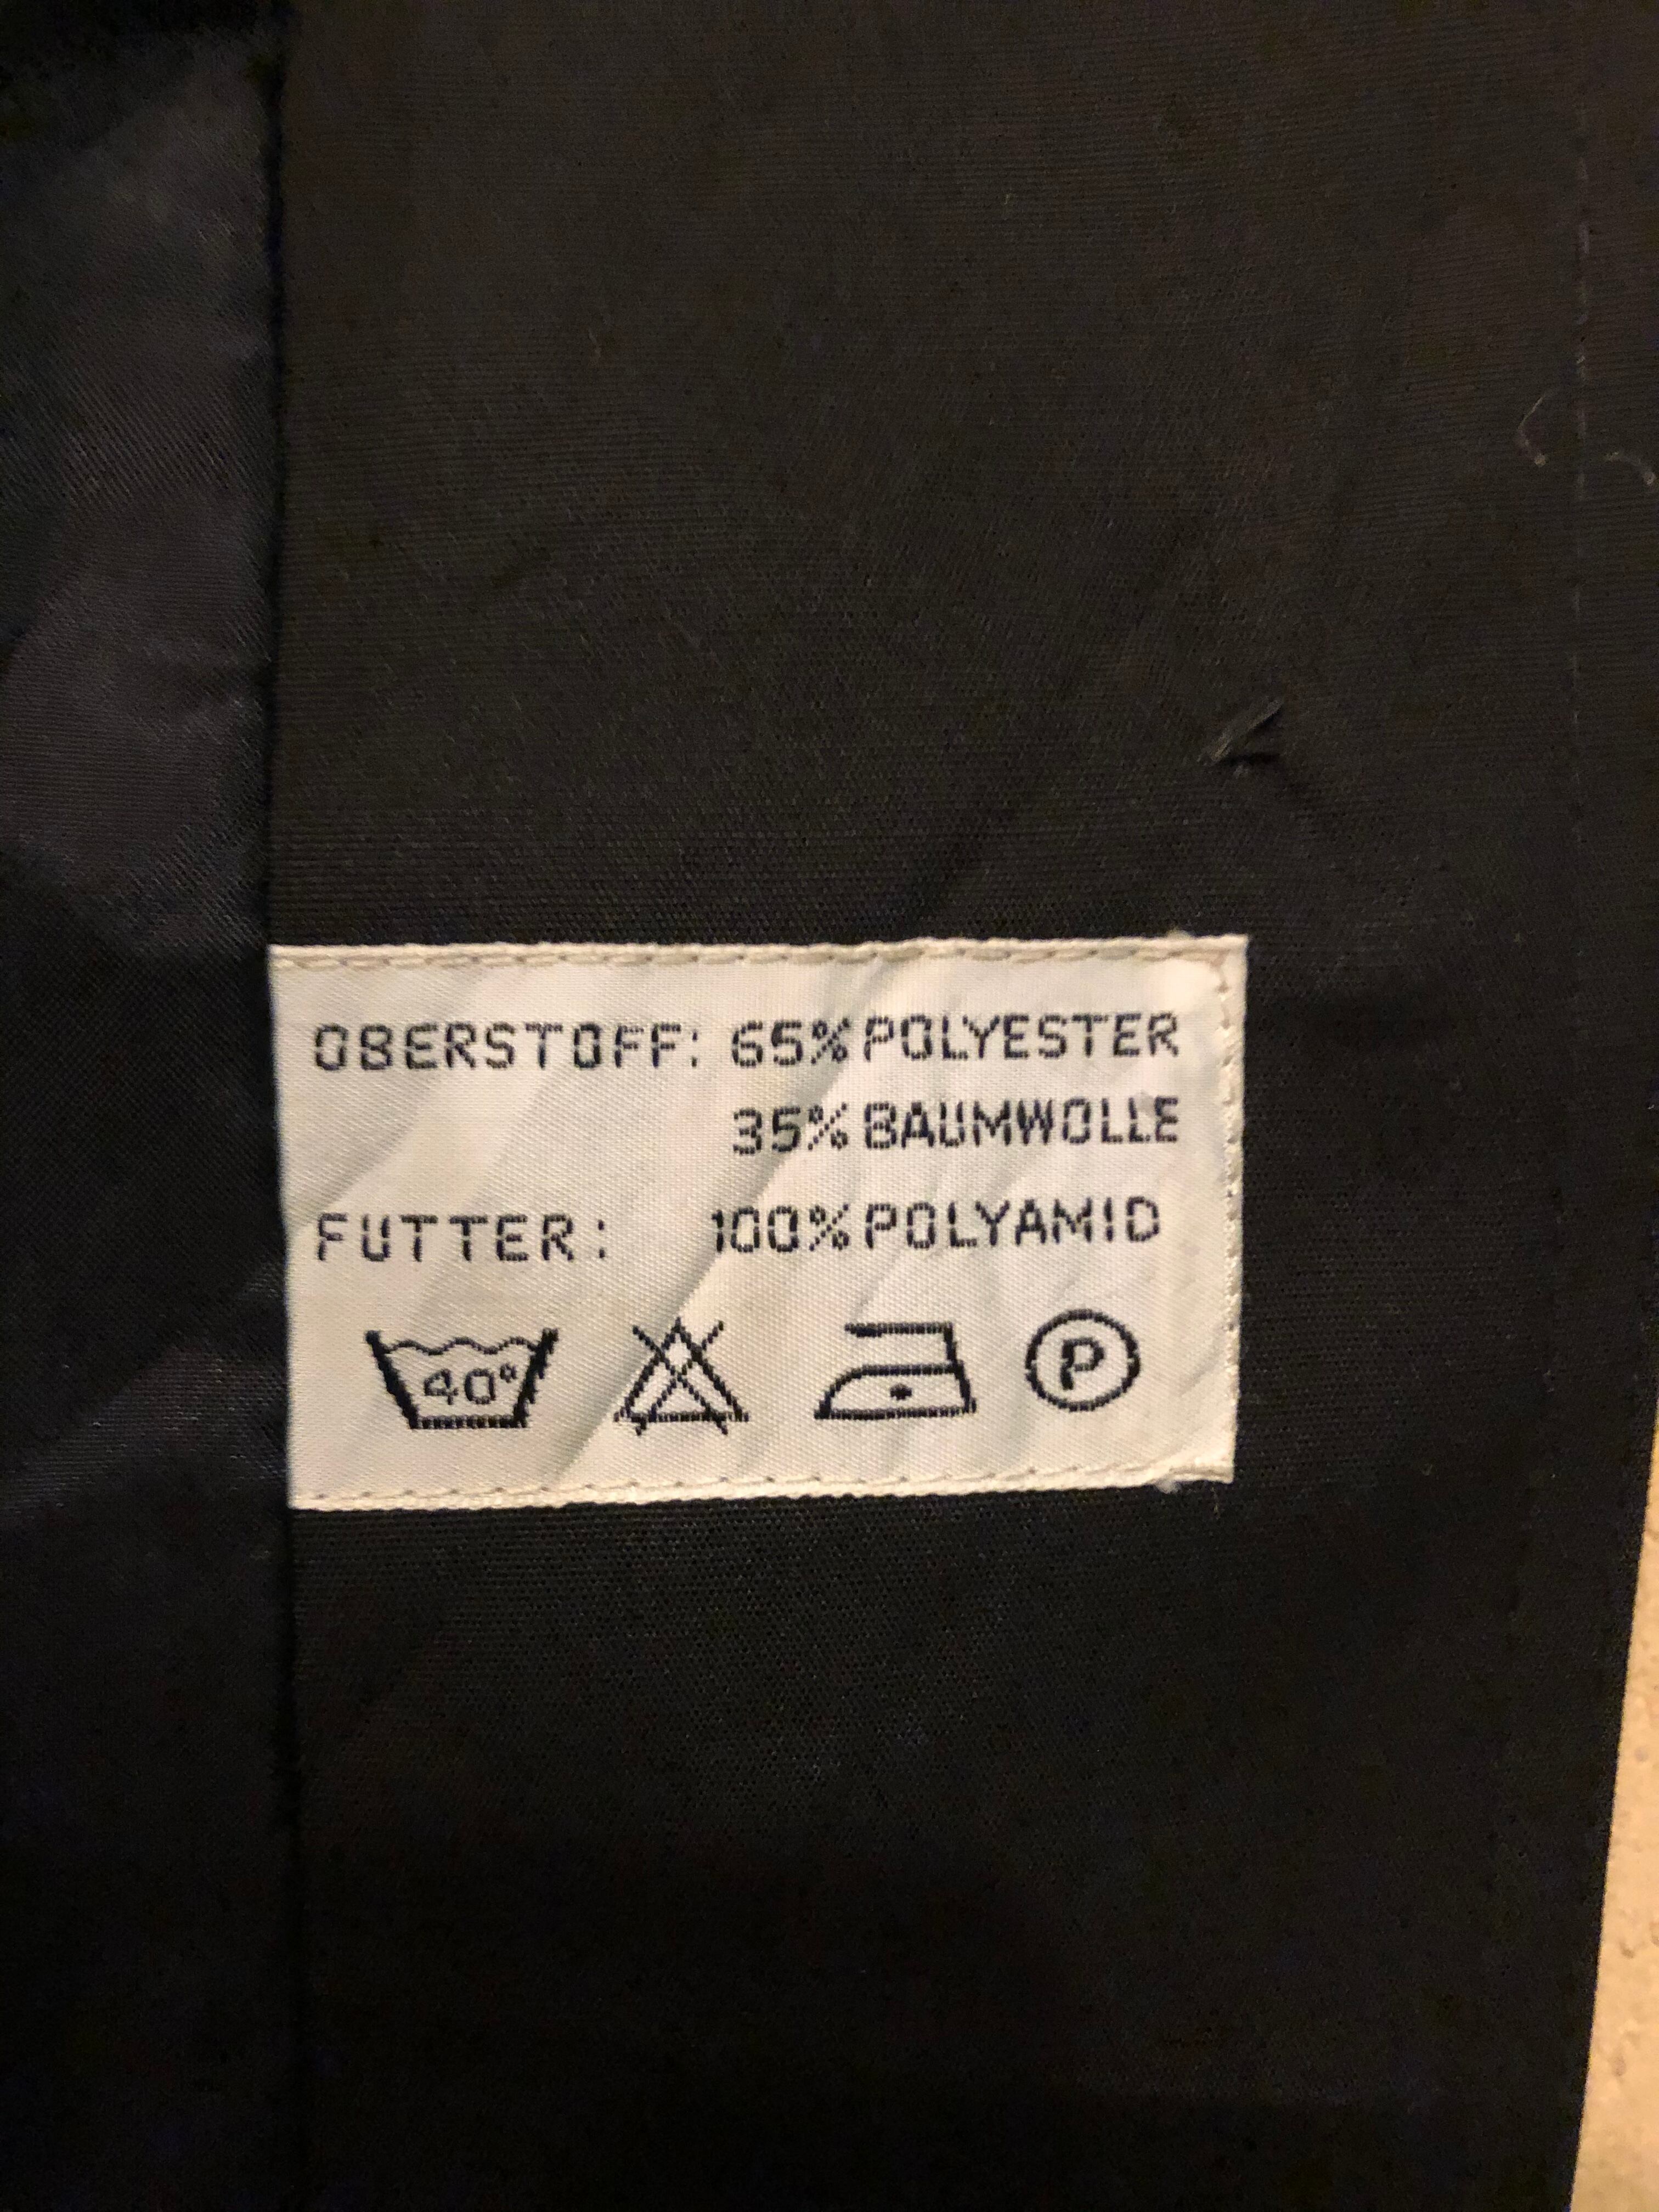 OBERSTOFF: 65% POLYESTER
35% BAUMWOLLE
FUTTER: 100% POLYAMID
40° P